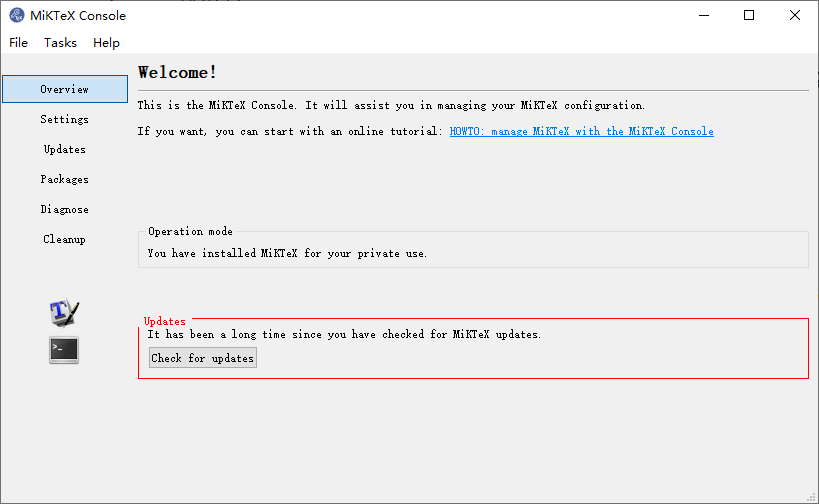 MiKTeX Console
File Tasks Help
Overview
Settings
Updates
Packages
Diagnose
Cleanup
Welcome!
This is the MiKTeX Console. It will assist you in managing your MiKTeX configuration.
If you want, you can start with an online tutorial: HOWTO: manage MiKTeX with the MiKTeX Console
Operation mode
You have installed MiKTeX for your private use.
Updates
It has been a long time since you have checked for MiKTeX updates.
Check for updates